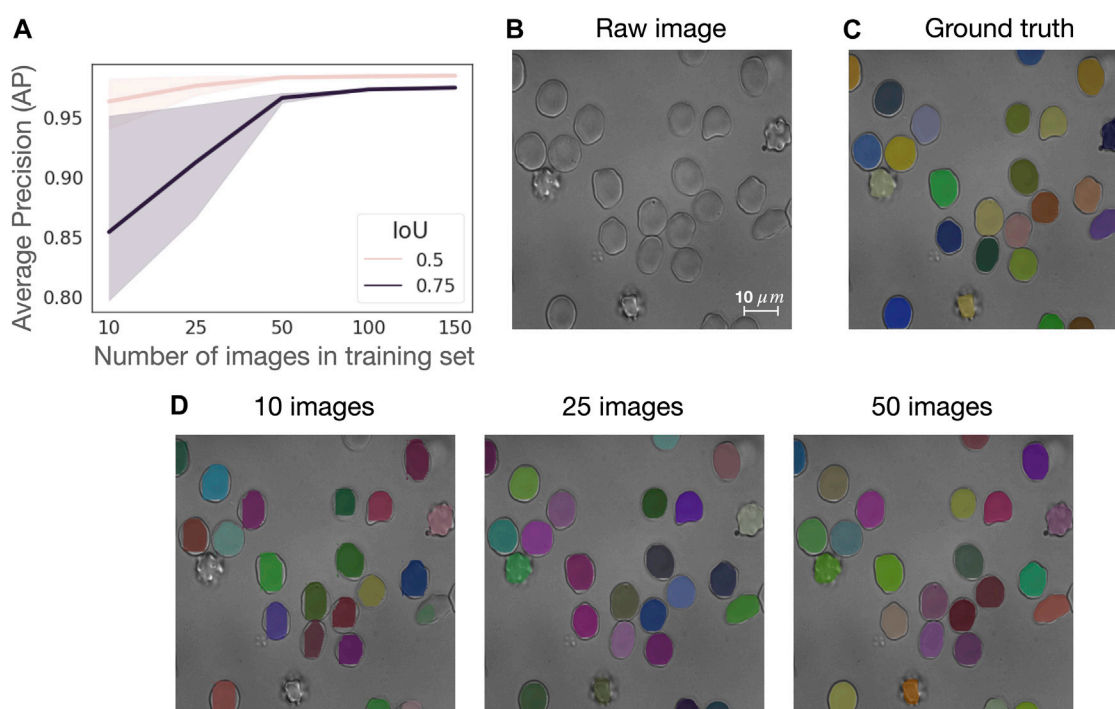 A
Average Precision (AP)
0.95
0.90
0.85
0.80
IoU
0.5
0.75
10 25 50 100 150
Number of images in training set
B Raw image
10 μm
C Ground truth
D 10 images 25 images 50 images